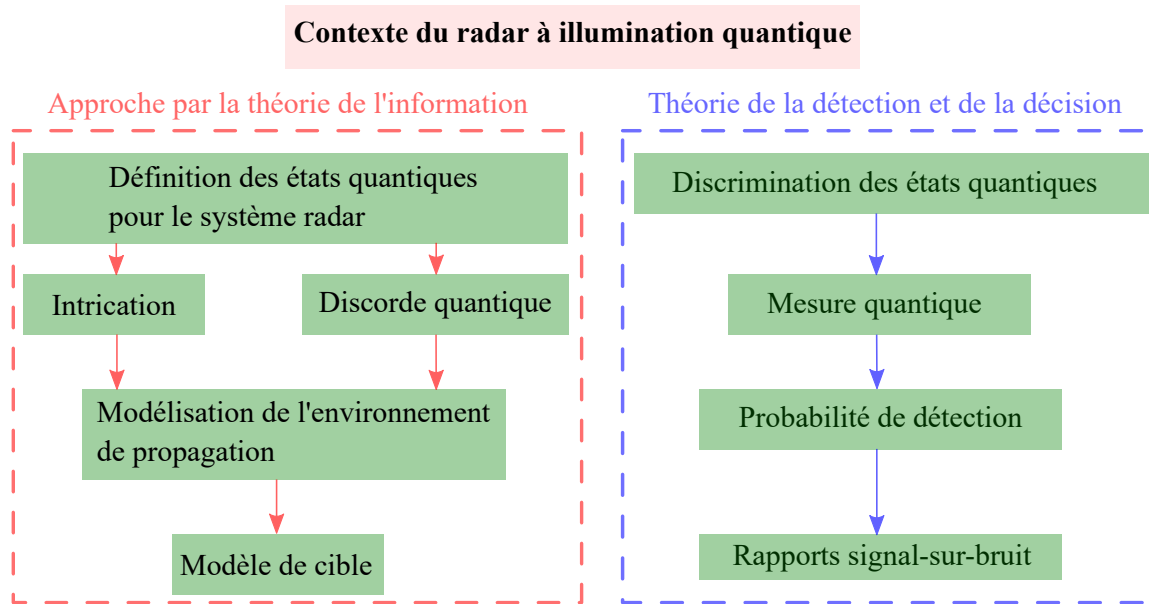 Contexte du radar à illumination quantique
Approche par la théorie de l'information
Définition des états quantiques
pour le système radar
Intrication
Discorde quantique
Modélisation de l'environnement
de propagation
Modèle de cible
Théorie de la détection et de la décision
Discrimination des états quantiques
Mesure quantique
Probabilité de détection
Rapports signal-sur-bruit